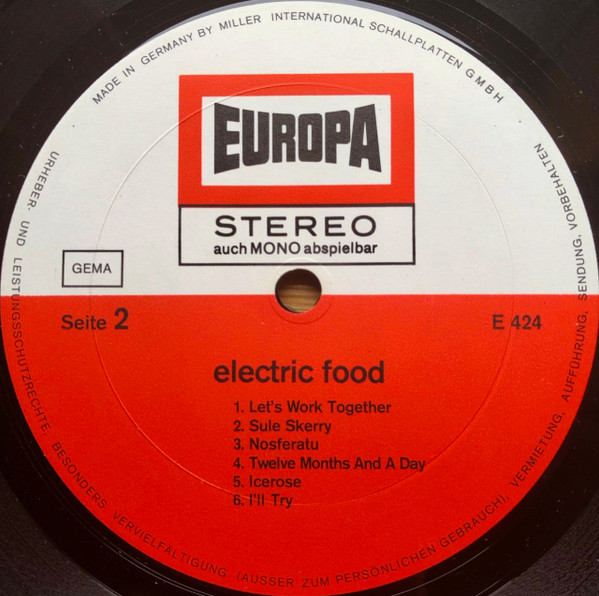 MADE IN GERMANY BY MILLER INTERNATIONAL SCHALLPLATTEN G.M.B.H
EUROPA
STEREO
auch MONO abspielbar
GEMA
Seite 2
E 424
electric food
1. Let's Work Together
2. Sule Skerry
3. Nosferatu
4. Twelve Months And A Day
5. Icerose
6. I'll Try
URHEBER- UND LEISTUNGSSCHUTZRECHTE, BESONDERS VERVIELFÄLTIGUNG (AUSSER ZUM PERSÖNLICHEN GEBRAUCH), VERMIETUNG, AUFFÜHRUNG, SENDUNG, VORBEHALTEN